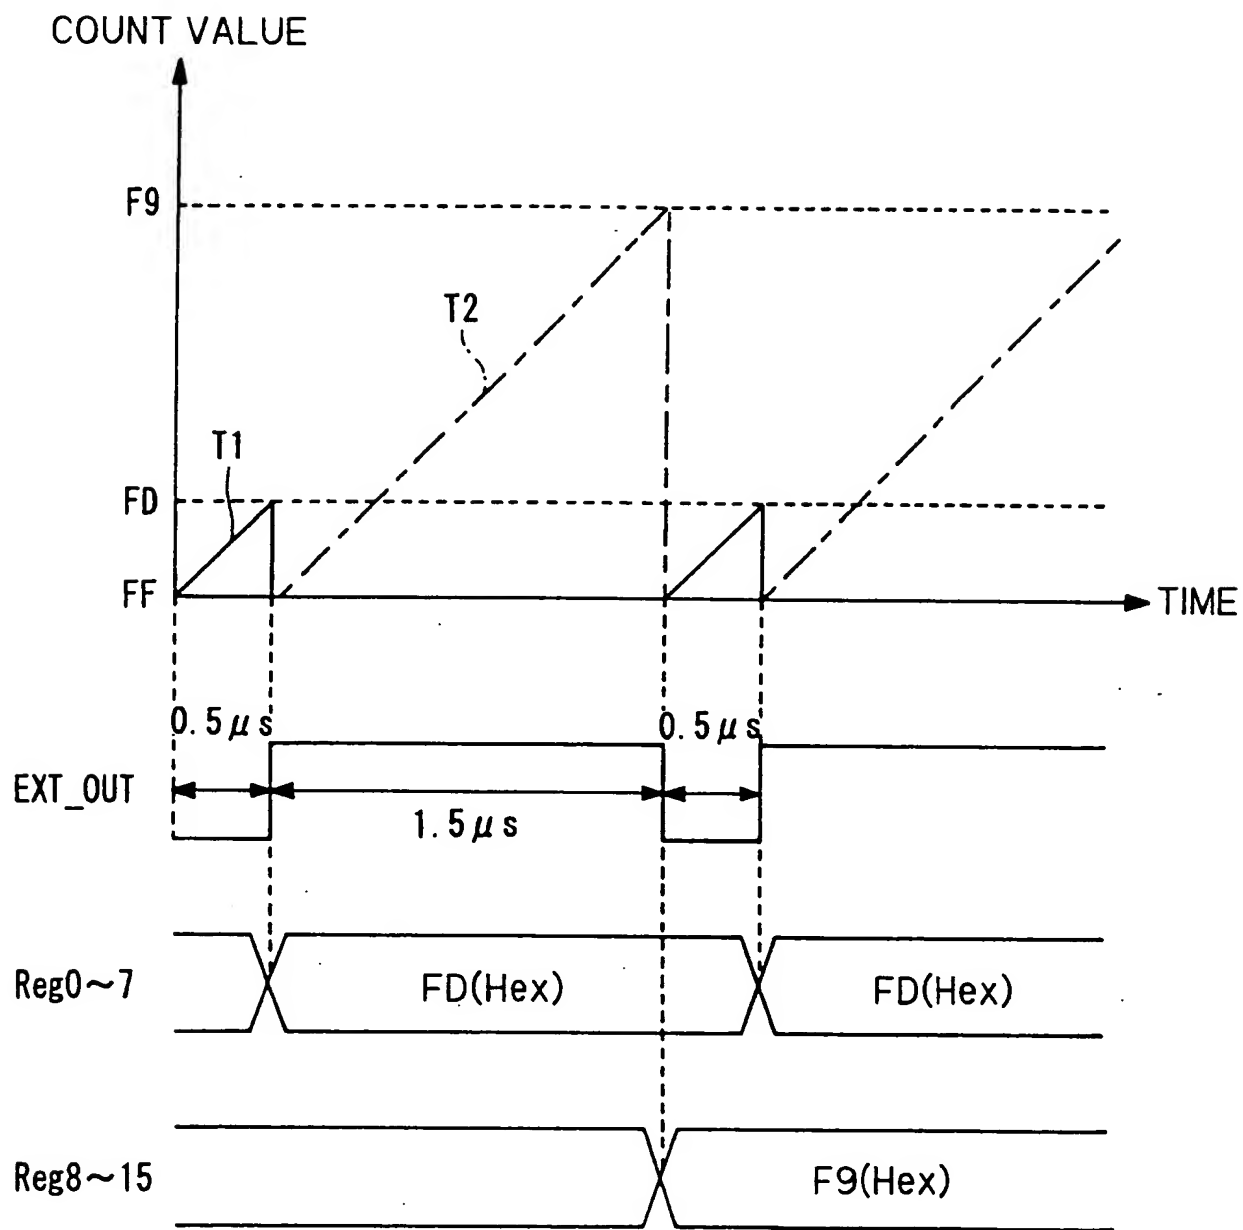 COUNT VALUE
F9
T2
T1
FD
FF
TIME
0.5μs 0.5μs
EXT_OUT
1.5μs
Reg0~7 FD(Hex) FD(Hex)
Reg8~15 F9(Hex)